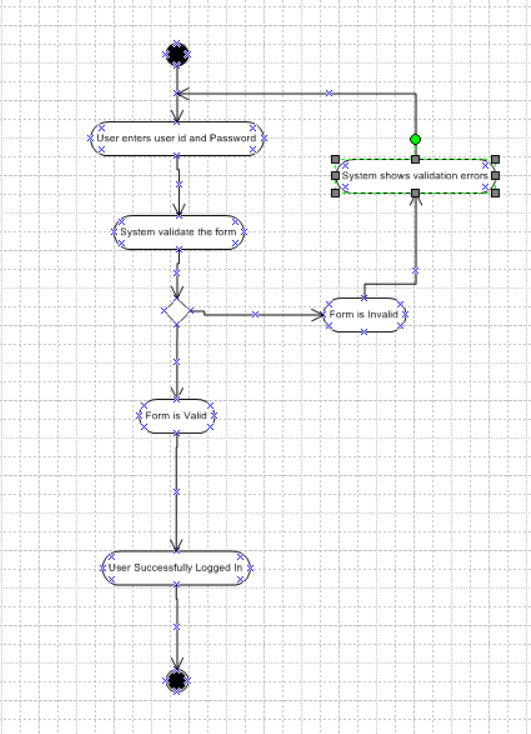 User enters user id and Password
System shows validation errors
System validate the form
Form is Invalid
Form is Valid
User Successfully Logged In